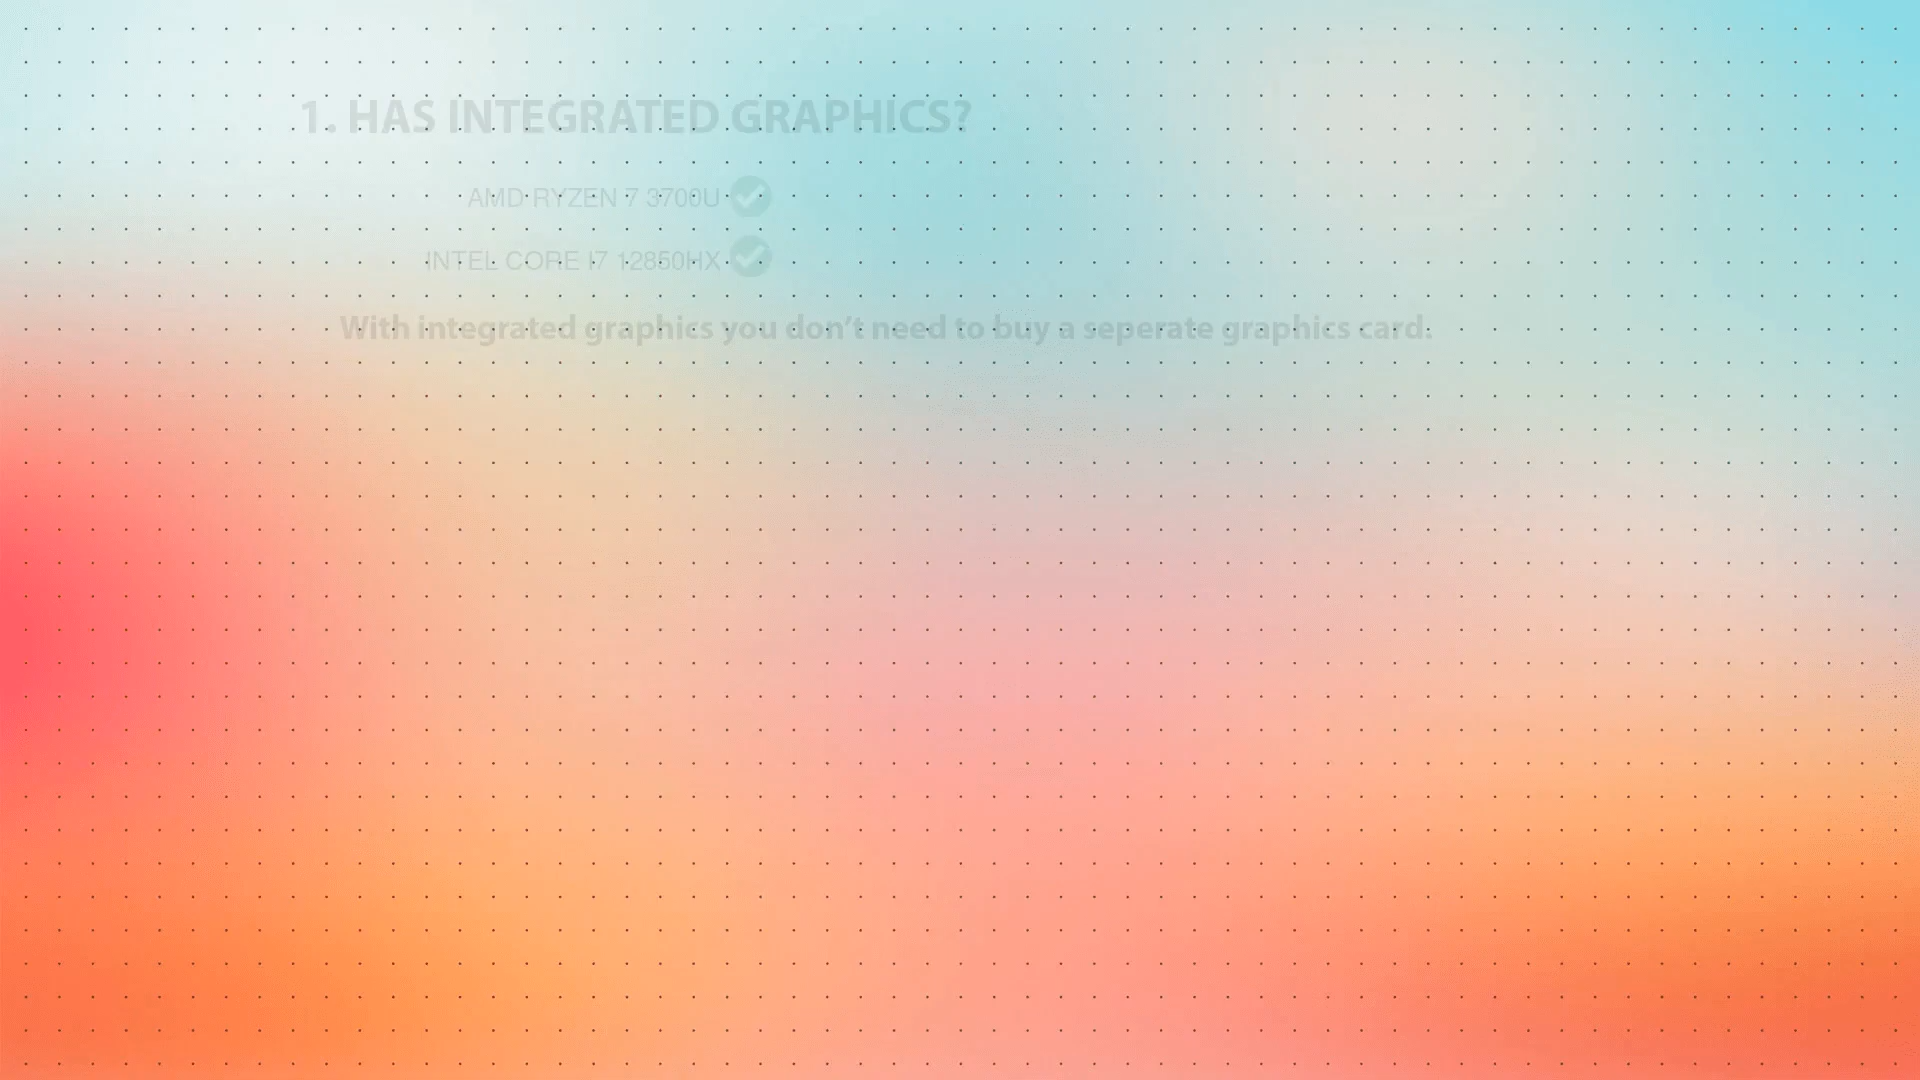 1. HAS INTEGRATED GRAPHICS?
AMD RYZEN 7 3700U
INTEL CORE I7 12850HX
With integrated graphics you don't need to buy a seperate graphics card.